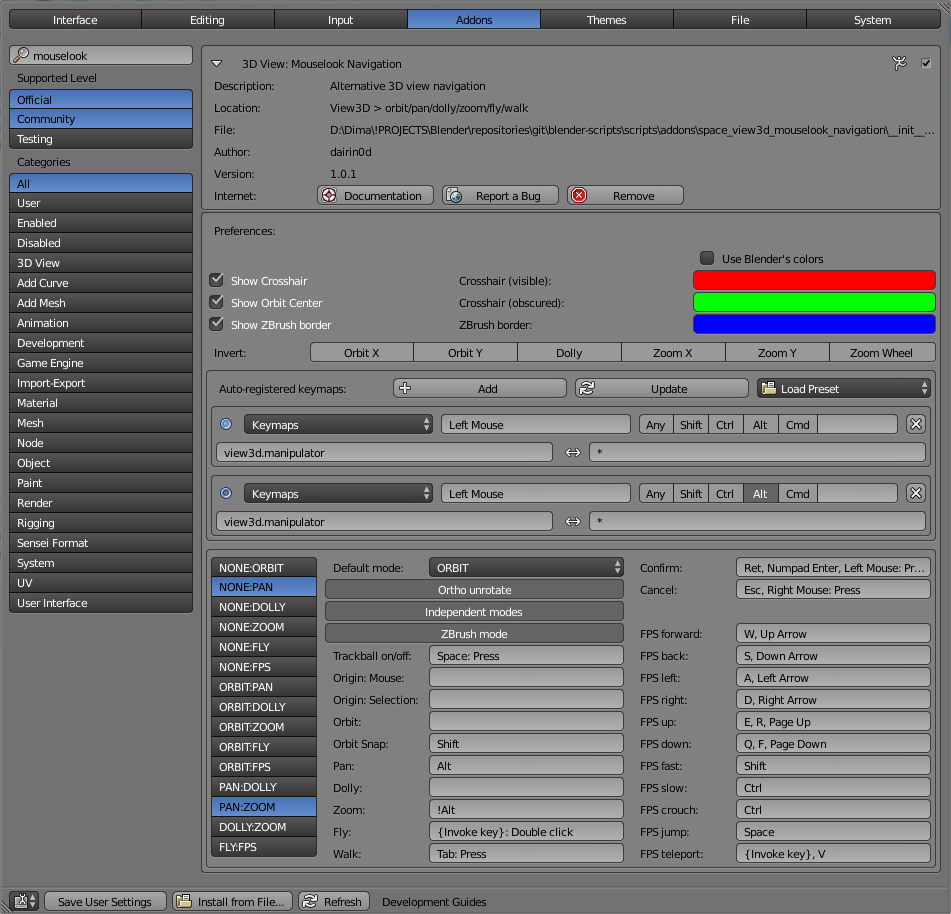 Interface Editing Input Addons Themes File System
mouselook
Supported Level
Official
Community
Testing
Categories
All
User
Enabled
Disabled
3D View
Add Curve
Add Mesh
Animation
Development
Game Engine
Import-Export
Material
Mesh
Node
Object
Paint
Render
Rigging
Sensei Format
System
UV
User Interface
3D View: Mouselook Navigation
Description: Alternative 3D view navigation
Location: View3D > orbit/pan/dolly/zoom/fly/walk
File: D:\Dima\!PROJECTS\Blender\repositories\git\blender-scripts\scripts\addons\space_view3d_mouselook_navigation\__init__...
Author: dairin0d
Version: 1.0.1
Internet: Documentation Report a Bug Remove
Preferences:
Use Blender's colors
Show Crosshair Crosshair (visible):
Show Orbit Center Crosshair (obscured):
Show ZBrush border ZBrush border:
Invert: Orbit X Orbit Y Dolly Zoom X Zoom Y Zoom Wheel
Auto-registered keymaps: Add Update Load Preset
Keymaps Left Mouse Any Shift Ctrl Alt Cmd
view3d.manipulator *
Keymaps Left Mouse Any Shift Ctrl Alt Cmd
view3d.manipulator *
NONE:ORBIT
NONE:PAN
NONE:DOLLY
NONE:ZOOM
NONE:FLY
NONE:FPS
ORBIT:PAN
ORBIT:DOLLY
ORBIT:ZOOM
ORBIT:FLY
ORBIT:FPS
PAN:DOLLY
PAN:ZOOM
DOLLY:ZOOM
FLY:FPS
Default mode: ORBIT
Ortho unrotate
Independent modes
ZBrush mode
Trackball on/off: Space: Press
Origin: Mouse:
Origin: Selection:
Orbit:
Orbit Snap: Shift
Pan: Alt
Dolly:
Zoom: !Alt
Fly: {Invoke key}: Double click
Walk: Tab: Press
Confirm: Ret, Numpad Enter, Left Mouse: Pr...
Cancel: Esc, Right Mouse: Press
FPS forward: W, Up Arrow
FPS back: S, Down Arrow
FPS left: A, Left Arrow
FPS right: D, Right Arrow
FPS up: E, R, Page Up
FPS down: Q, F, Page Down
FPS fast: Shift
FPS slow: Ctrl
FPS crouch: Ctrl
FPS jump: Space
FPS teleport: {Invoke key}, V
Save User Settings Install from File... Refresh Development Guides